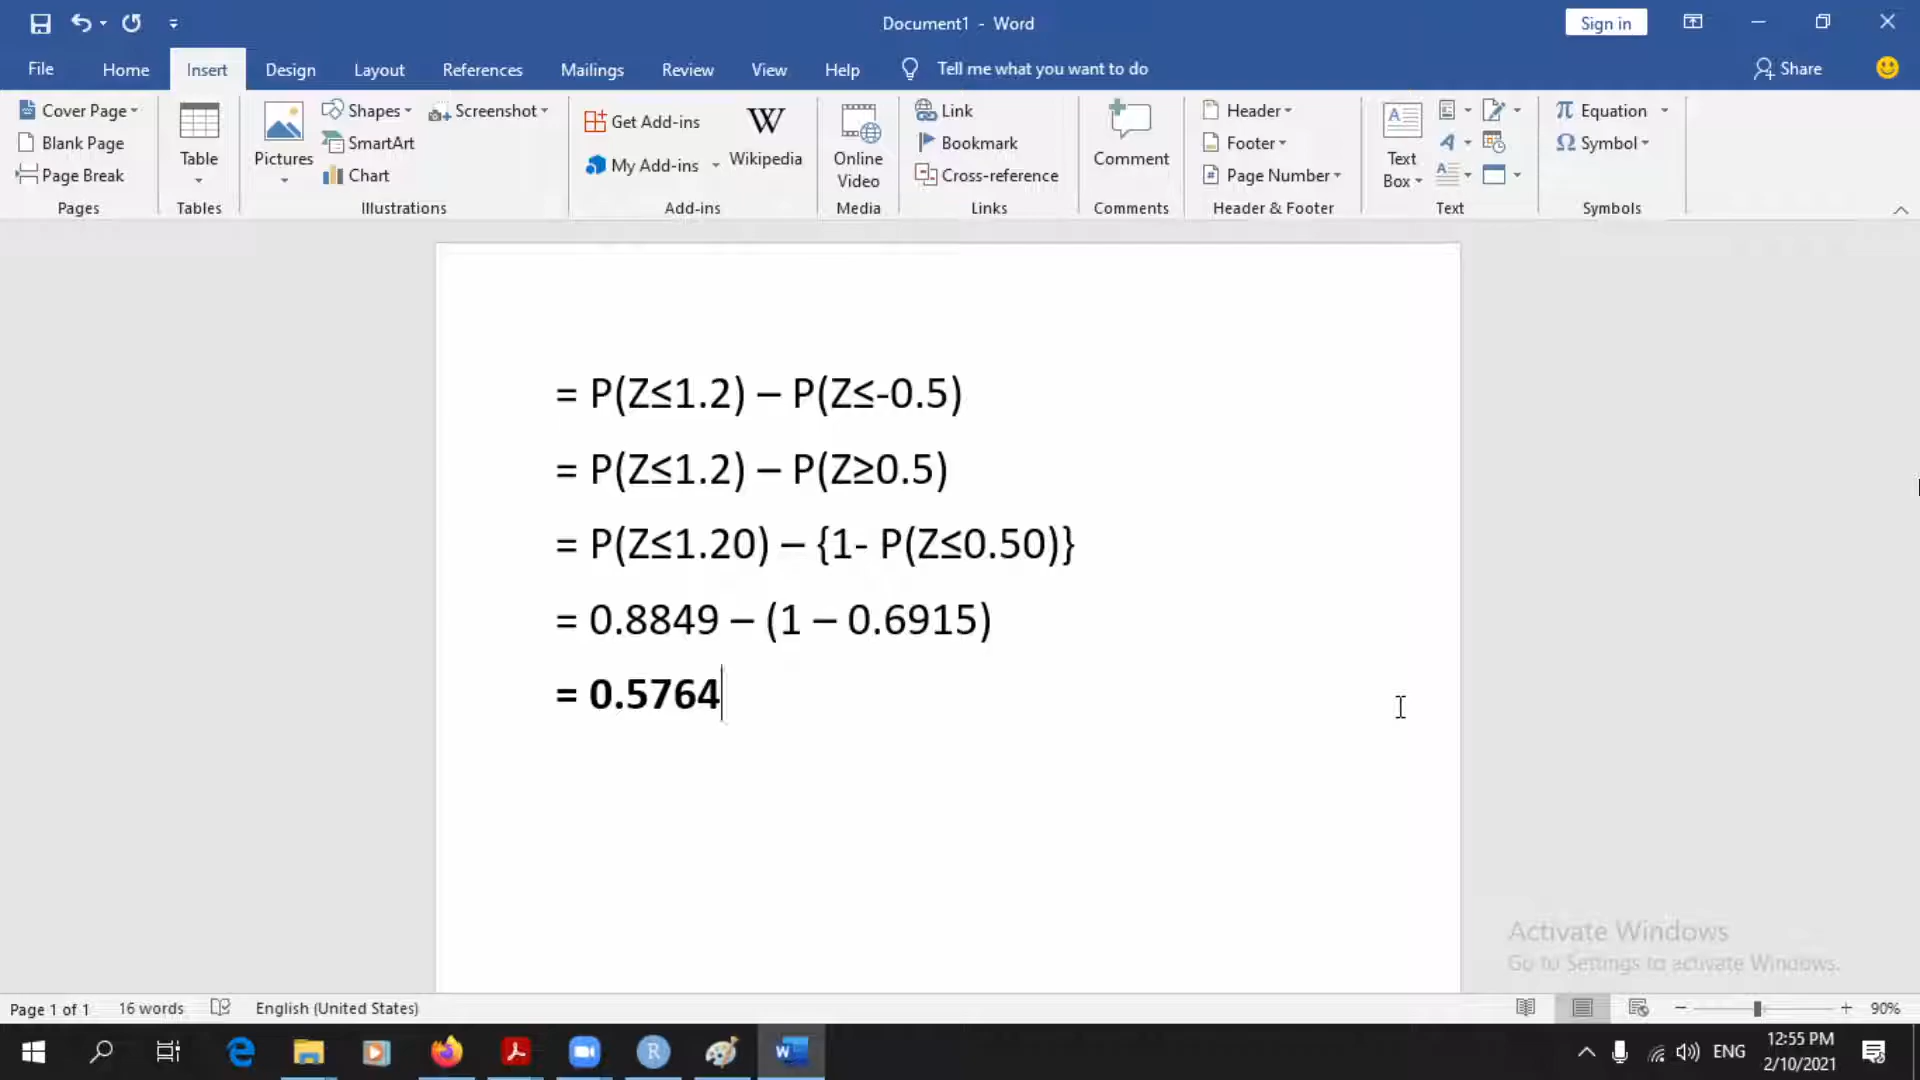 Document1 - Word
Sign in
File Home Insert Design Layout References Mailings Review View Help Tell me what you want to do Share
Cover Page
Blank Page
Page Break
Pages
Table
Tables
Pictures
Shapes
SmartArt
Chart
Screenshot
Illustrations
Get Add-ins
My Add-ins
W
Wikipedia
Add-ins
Online
Video
Media
Link
Bookmark
Cross-reference
Links
Comment
Comments
Header
Footer
Page Number
Header & Footer
Text
Box
Text
π Equation
Ω Symbol
Symbols
= P(Z≤1.2) – P(Z≤-0.5)
= P(Z≤1.2) – P(Z≥0.5)
= P(Z≤1.20) – {1- P(Z≤0.50)}
= 0.8849 – (1 – 0.6915)
= 0.5764
Activate Windows
Go to Settings to activate Windows.
Page 1 of 1 16 words English (United States) 90%
ENG
12:55 PM
2/10/2021